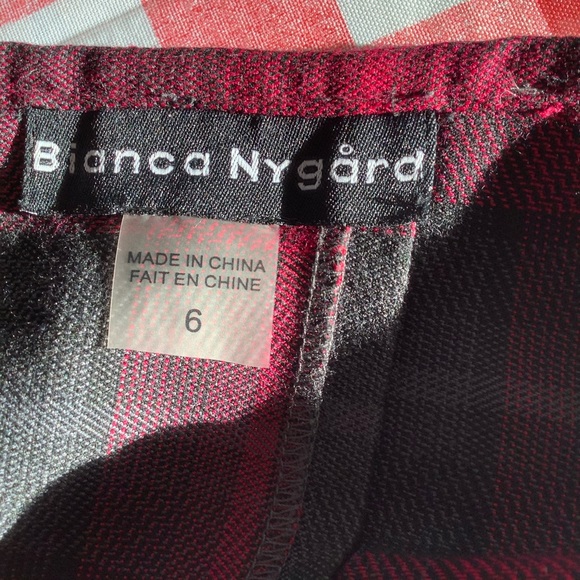 Bianca Nygård
MADE IN CHINA
FAIT EN CHINE
6